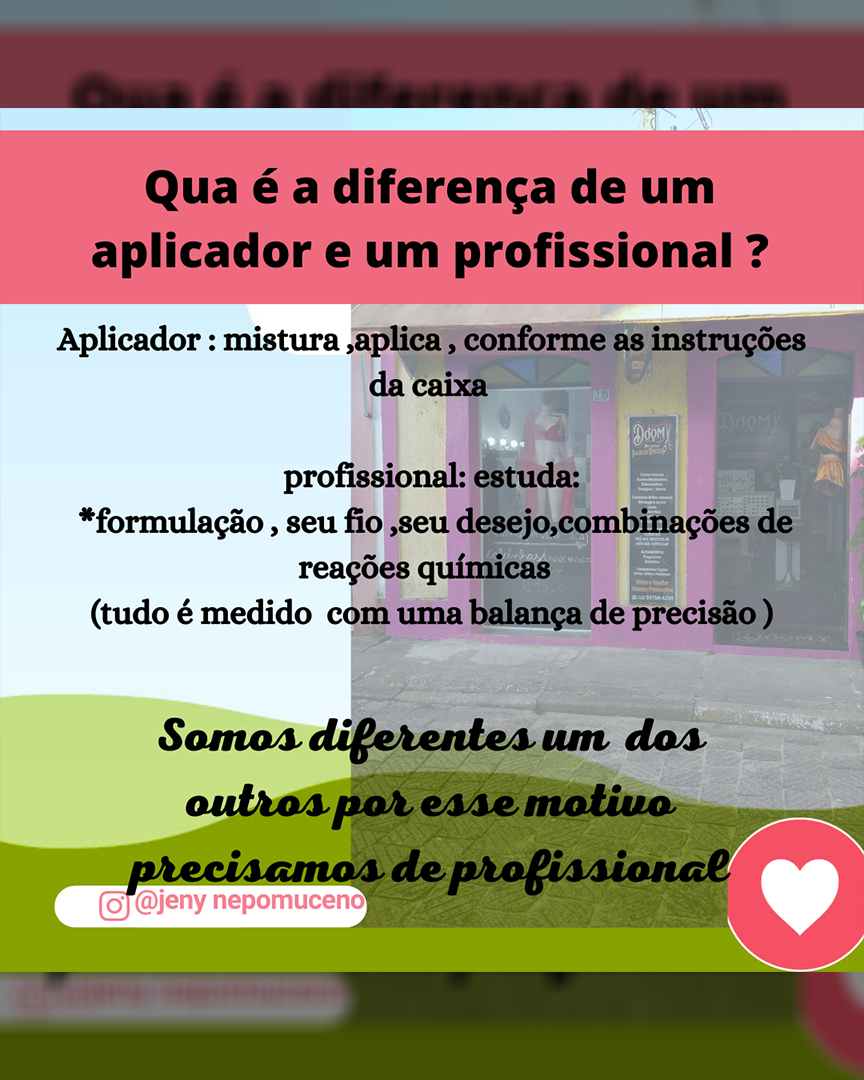 Qua é a diferença de um
aplicador e um profissional ?
Aplicador : mistura ,aplica , conforme as instruções
da caixa
profissional: estuda:
*formulação , seu fio ,seu desejo,combinações de
reações químicas
(tudo é medido com uma balança de precisão )
Somos diferentes um dos
outros por esse motivo
precisamos de profissional
@jeny nepomuceno
20
Doomy